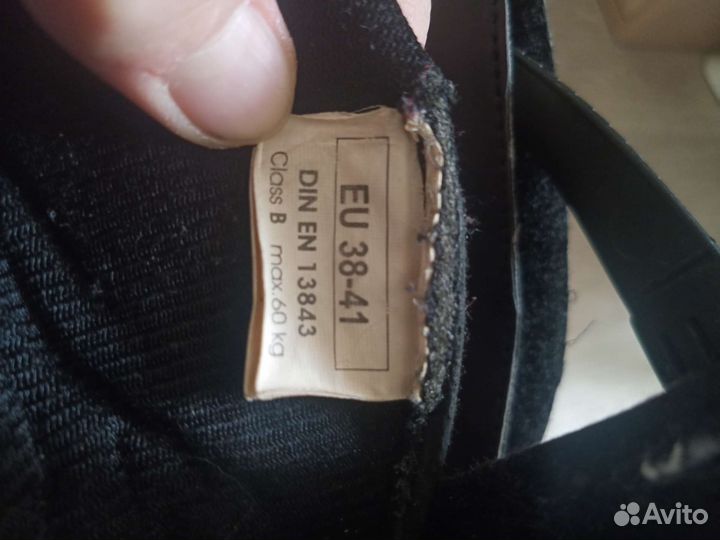 EU 38-41
DIN EN 13843
Class B max.60 kg
Avito